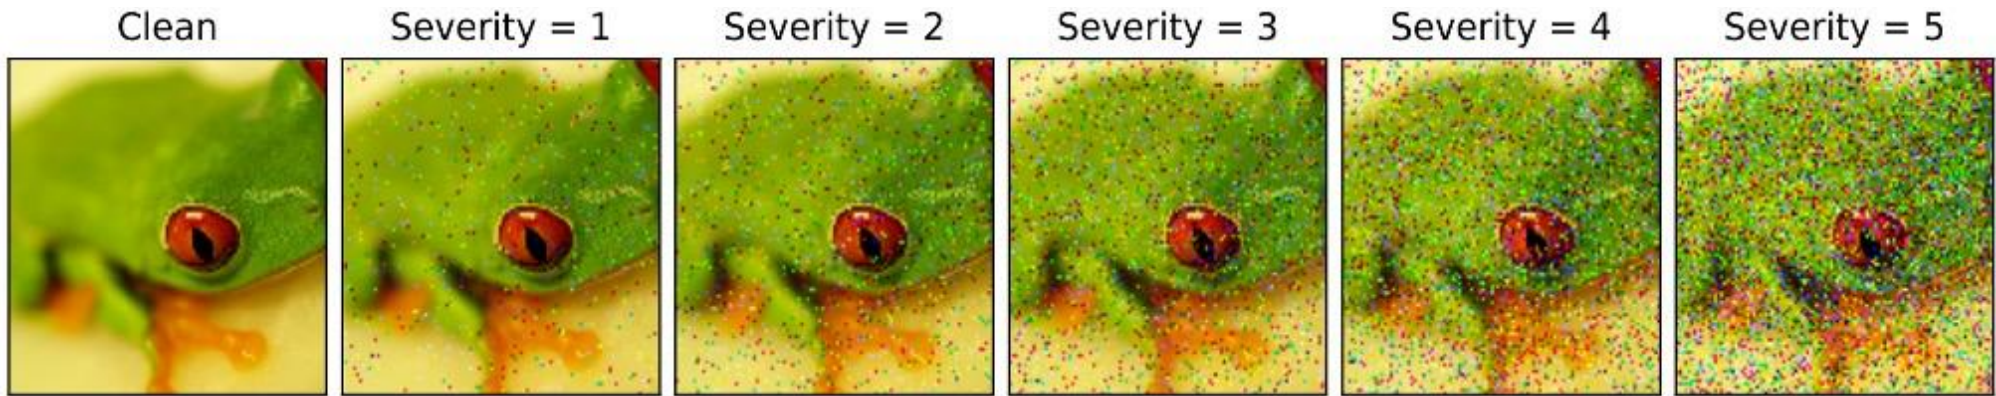 Clean
Severity = 1
Severity = 2
Severity = 3
Severity = 4
Severity = 5